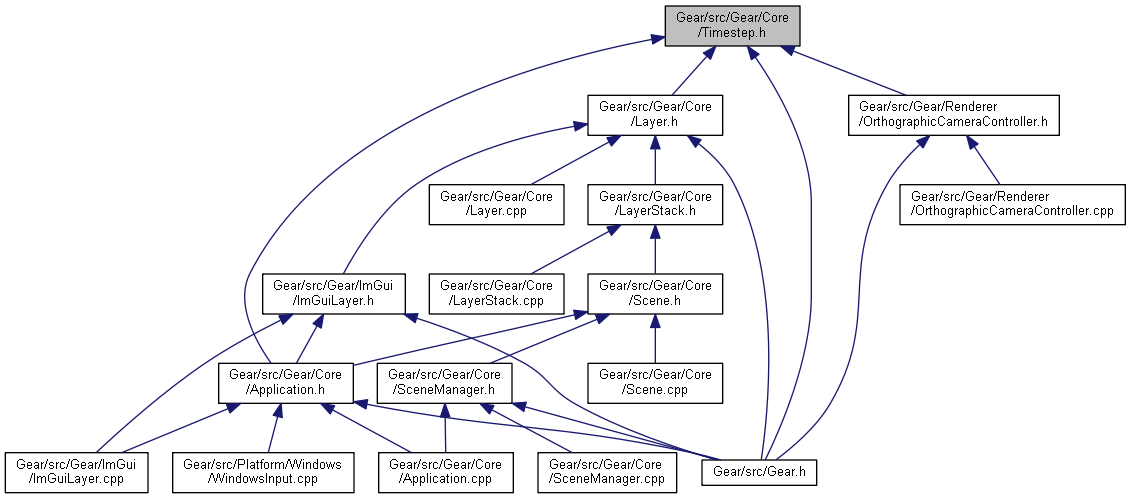 Gear/src/Gear/Core
/Timestep.h
Gear/src/Gear/Core
/Layer.h
Gear/src/Gear/Renderer
/OrthographicCameraController.h
Gear/src/Gear/Core
/Layer.cpp
Gear/src/Gear/Core
/LayerStack.h
Gear/src/Gear/Renderer
/OrthographicCameraController.cpp
Gear/src/Gear/ImGui
/ImGuiLayer.h
Gear/src/Gear/Core
/LayerStack.cpp
Gear/src/Gear/Core
/Scene.h
Gear/src/Gear/Core
/Application.h
Gear/src/Gear/Core
/SceneManager.h
Gear/src/Gear/Core
/Scene.cpp
Gear/src/Gear/ImGui
/ImGuiLayer.cpp
Gear/src/Platform/Windows
/WindowsInput.cpp
Gear/src/Gear/Core
/Application.cpp
Gear/src/Gear/Core
/SceneManager.cpp
Gear/src/Gear.h